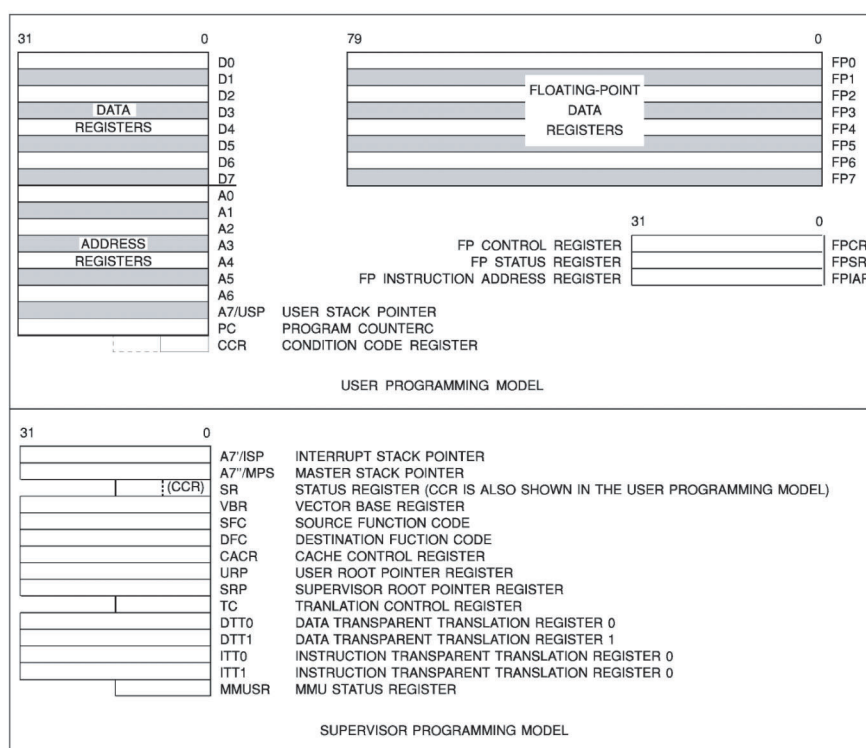 31 0
D0
D1
D2
DATA D3
REGISTERS D4
D5
D6
D7
A0
A1
A2
ADDRESS A3
REGISTERS A4
A5
A6
A7/USP USER STACK POINTER
PC PROGRAM COUNTERC
CCR CONDITION CODE REGISTER
79 0
FP0
FP1
FLOATING-POINT FP2
DATA FP3
REGISTERS FP4
FP5
FP6
FP7
31 0
FP CONTROL REGISTER FPCR
FP STATUS REGISTER FPSR
FP INSTRUCTION ADDRESS REGISTER FPIAR
USER PROGRAMMING MODEL
31 0
A7'/ISP INTERRUPT STACK POINTER
A7"/MPS MASTER STACK POINTER
(CCR) SR STATUS REGISTER (CCR IS ALSO SHOWN IN THE USER PROGRAMMING MODEL)
VBR VECTOR BASE REGISTER
SFC SOURCE FUNCTION CODE
DFC DESTINATION FUCTION CODE
CACR CACHE CONTROL REGISTER
URP USER ROOT POINTER REGISTER
SRP SUPERVISOR ROOT POINTER REGISTER
TC TRANLATION CONTROL REGISTER
DTT0 DATA TRANSPARENT TRANSLATION REGISTER 0
DTT1 DATA TRANSPARENT TRANSLATION REGISTER 1
ITT0 INSTRUCTION TRANSPARENT TRANSLATION REGISTER 0
ITT1 INSTRUCTION TRANSPARENT TRANSLATION REGISTER 0
MMUSR MMU STATUS REGISTER
SUPERVISOR PROGRAMMING MODEL